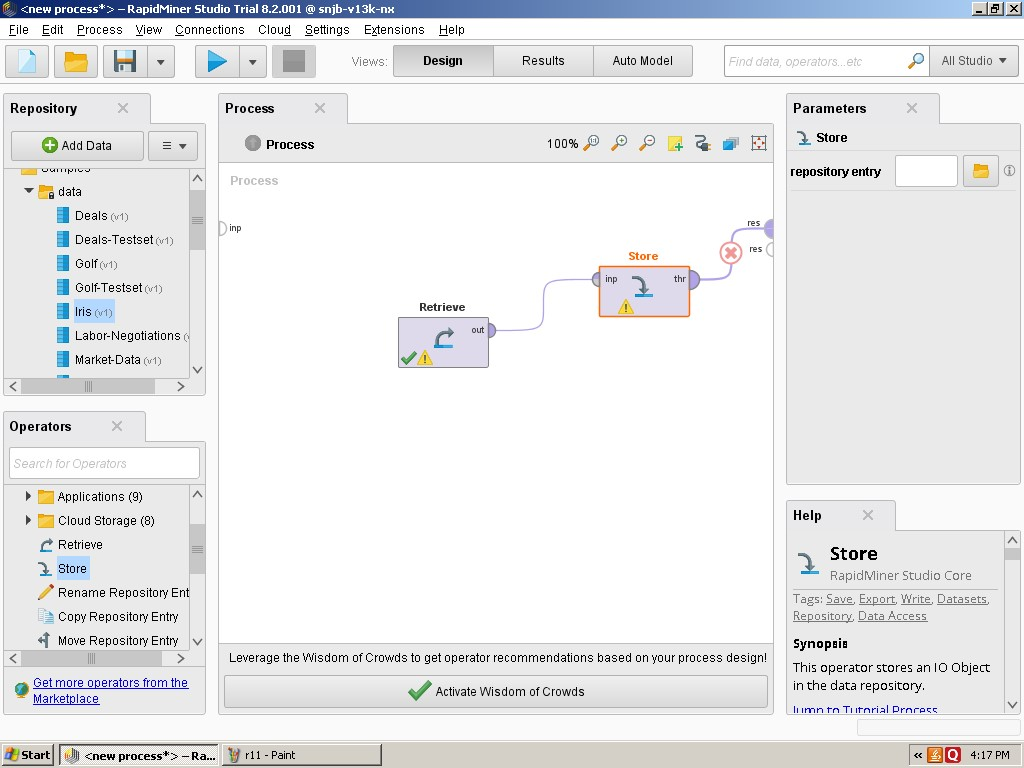 <new process*> – RapidMiner Studio Trial 8.2.001 @ snjb-v13k-nx
File Edit Process View Connections Cloud Settings Extensions Help
Views: Design Results Auto Model
Find data, operators...etc
All Studio
Repository
Add Data
Samples
data
Deals (v1)
Deals-Testset (v1)
Golf (v1)
Golf-Testset (v1)
Iris (v1)
Labor-Negotiations (
Market-Data (v1)
Operators
Search for Operators
Applications (9)
Cloud Storage (8)
Retrieve
Store
Rename Repository Ent
Copy Repository Entry
Move Repository Entry
Get more operators from the
Marketplace
Process
Process
100%
Process
inp
Retrieve
out
Store
inp
thr
res
res
Leverage the Wisdom of Crowds to get operator recommendations based on your process design!
Activate Wisdom of Crowds
Parameters
Store
repository entry
Help
Store
RapidMiner Studio Core
Tags: Save, Export, Write, Datasets,
Repository, Data Access
Synopsis
This operator stores an IO Object
in the data repository.
Jump to Tutorial Process
Start
<new process*> – Ra...
r11 - Paint
«
4:17 PM